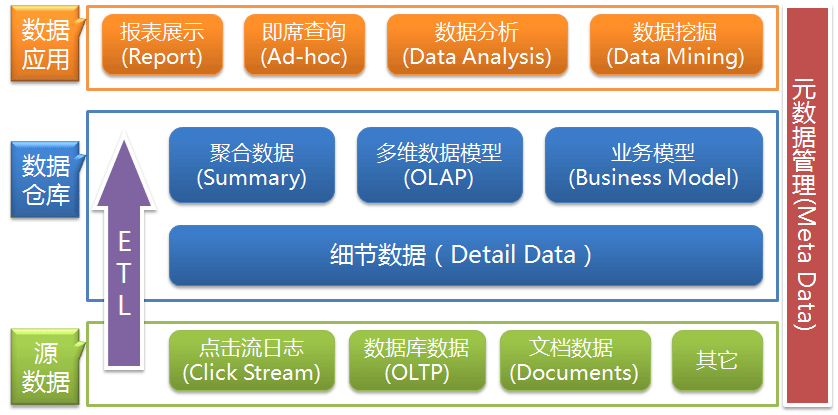 数据
应用
报表展示
(Report)
即席查询
(Ad-hoc)
数据分析
(Data Analysis)
数据挖掘
(Data Mining)
数据
仓库
ETL
聚合数据
(Summary)
多维数据模型
(OLAP)
业务模型
(Business Model)
细节数据（Detail Data）
源
数据
点击流日志
(Click Stream)
数据库数据
(OLTP)
文档数据
(Documents)
其它
元数据管理(Meta Data)